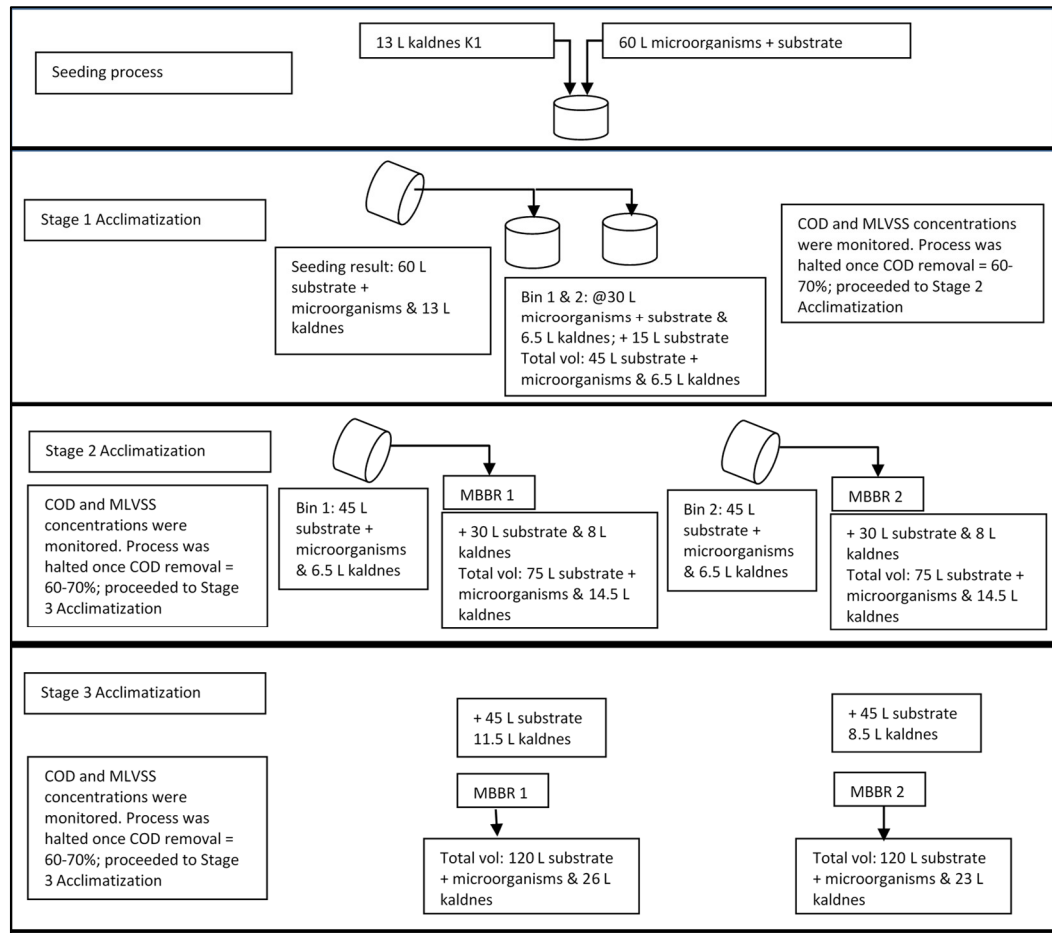 13 L kaldnes K1
60 L microorganisms + substrate
Seeding process
Stage 1 Acclimatization
Seeding result: 60 L
substrate +
microorganisms & 13 L
kaldnes
Bin 1 & 2: @30 L
microorganisms + substrate &
6.5 L kaldnes; + 15 L substrate
Total vol: 45 L substrate +
microorganisms & 6.5 L kaldnes
COD and MLVSS concentrations
were monitored. Process was
halted once COD removal = 60-
70%; proceeded to Stage 2
Acclimatization
Stage 2 Acclimatization
COD and MLVSS
concentrations were
monitored. Process was
halted once COD removal =
60-70%; proceeded to Stage
3 Acclimatization
Bin 1: 45 L
substrate +
microorganisms
& 6.5 L kaldnes
MBBR 1
+ 30 L substrate & 8 L
kaldnes
Total vol: 75 L substrate +
microorganisms & 14.5 L
kaldnes
Bin 2: 45 L
substrate +
microorganisms
& 6.5 L kaldnes
MBBR 2
+ 30 L substrate & 8 L
kaldnes
Total vol: 75 L substrate +
microorganisms & 14.5 L
kaldnes
Stage 3 Acclimatization
COD and MLVSS
concentrations were
monitored. Process was
halted once COD removal =
60-70%; proceeded to Stage
3 Acclimatization
+ 45 L substrate
11.5 L kaldnes
MBBR 1
Total vol: 120 L substrate
+ microorganisms & 26 L
kaldnes
+ 45 L substrate
8.5 L kaldnes
MBBR 2
Total vol: 120 L substrate
+ microorganisms & 23 L
kaldnes